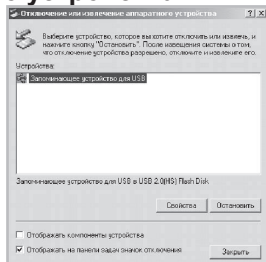 Отключение или извлечение аппаратного устройства
Выберите устройство, которое вы хотите отключить или извлечь, и
нажмите кнопку "Остановить". После извещения системы о том,
что отключение устройства разрешено, отключите и извлеките его.
Устройства:
Запоминающее устройство для USB
Запоминающее устройство для USB в USB 2.0(HS) Flash Disk
Свойства Остановить
Отображать компоненты устройства
Отображать на панели задач значок отключения
Закрыть